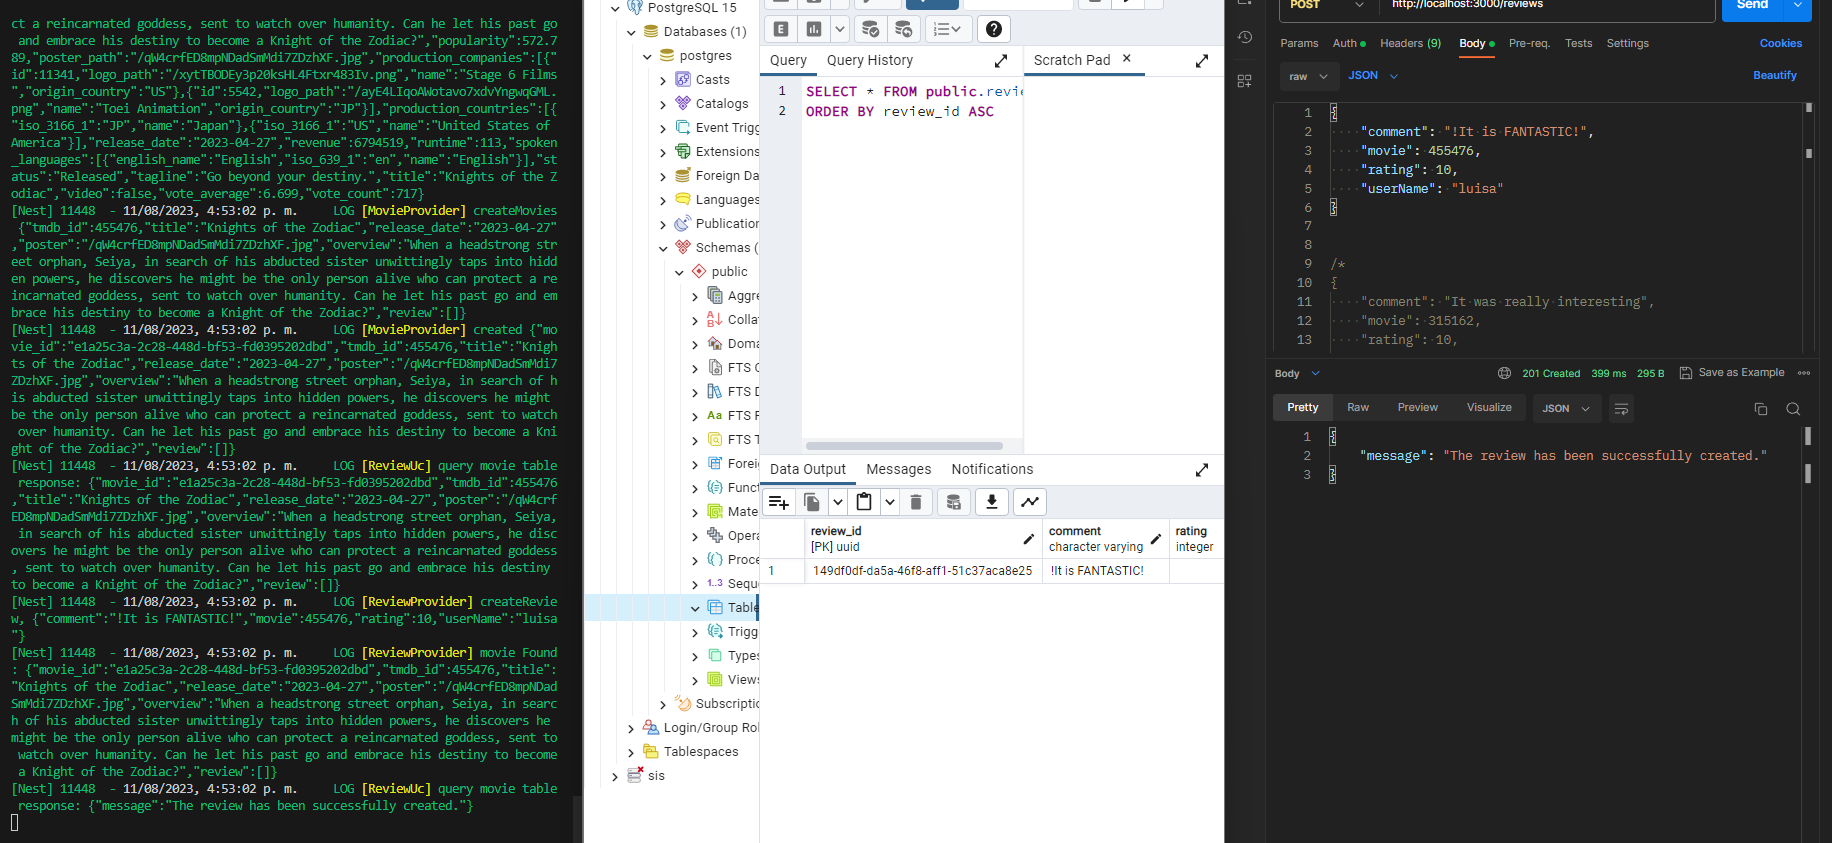 ct a reincarnated goddess, sent to watch over humanity. Can he let his past go
 and embrace his destiny to become a Knight of the Zodiac?","popularity":572.7
89,"poster_path":"/qW4crfED8mpNDadSmMdi7ZDzhXF.jpg","production_companies":[{"
id":11341,"logo_path":"/xytTBODEy3p20ksHL4Ftxr483Iv.png","name":"Stage 6 Films
","origin_country":"US"},{"id":5542,"logo_path":"/ayE4LIqoAWotavo7xdvYngwqGML.
png","name":"Toei Animation","origin_country":"JP"}],"production_countries":[{
"iso_3166_1":"JP","name":"Japan"},{"iso_3166_1":"US","name":"United States of
America"}],"release_date":"2023-04-27","revenue":6794519,"runtime":113,"spoken
_languages":[{"english_name":"English","iso_639_1":"en","name":"English"}],"st
atus":"Released","tagline":"Go beyond your destiny.","title":"Knights of the Z
odiac","video":false,"vote_average":6.699,"vote_count":717}
[Nest] 11448  - 11/08/2023, 4:53:02 p. m.     LOG [MovieProvider] createMovies
 {"tmdb_id":455476,"title":"Knights of the Zodiac","release_date":"2023-04-27"
,"poster":"/qW4crfED8mpNDadSmMdi7ZDzhXF.jpg","overview":"When a headstrong str
eet orphan, Seiya, in search of his abducted sister unwittingly taps into hidd
en powers, he discovers he might be the only person alive who can protect a re
incarnated goddess, sent to watch over humanity. Can he let his past go and em
brace his destiny to become a Knight of the Zodiac?","review":[]}
[Nest] 11448  - 11/08/2023, 4:53:02 p. m.     LOG [MovieProvider] created {"mo
vie_id":"e1a25c3a-2c28-448d-bf53-fd0395202dbd","tmdb_id":455476,"title":"Knigh
ts of the Zodiac","release_date":"2023-04-27","poster":"/qW4crfED8mpNDadSmMdi7
ZDzhXF.jpg","overview":"When a headstrong street orphan, Seiya, in search of h
is abducted sister unwittingly taps into hidden powers, he discovers he might
be the only person alive who can protect a reincarnated goddess, sent to watch
 over humanity. Can he let his past go and embrace his destiny to become a Kni
ght of the Zodiac?","review":[]}
[Nest] 11448  - 11/08/2023, 4:53:02 p. m.     LOG [ReviewUc] query movie table
 response: {"movie_id":"e1a25c3a-2c28-448d-bf53-fd0395202dbd","tmdb_id":455476
,"title":"Knights of the Zodiac","release_date":"2023-04-27","poster":"/qW4crf
ED8mpNDadSmMdi7ZDzhXF.jpg","overview":"When a headstrong street orphan, Seiya,
 in search of his abducted sister unwittingly taps into hidden powers, he disc
overs he might be the only person alive who can protect a reincarnated goddess
, sent to watch over humanity. Can he let his past go and embrace his destiny
to become a Knight of the Zodiac?","review":[]}
[Nest] 11448  - 11/08/2023, 4:53:02 p. m.     LOG [ReviewProvider] createRevie
w, {"comment":"!It is FANTASTIC!","movie":455476,"rating":10,"userName":"luisa
"}
[Nest] 11448  - 11/08/2023, 4:53:02 p. m.     LOG [ReviewProvider] movie Found
: {"movie_id":"e1a25c3a-2c28-448d-bf53-fd0395202dbd","tmdb_id":455476,"title":
"Knights of the Zodiac","release_date":"2023-04-27","poster":"/qW4crfED8mpNDad
SmMdi7ZDzhXF.jpg","overview":"When a headstrong street orphan, Seiya, in searc
h of his abducted sister unwittingly taps into hidden powers, he discovers he
might be the only person alive who can protect a reincarnated goddess, sent to
 watch over humanity. Can he let his past go and embrace his destiny to become
 a Knight of the Zodiac?","review":[]}
[Nest] 11448  - 11/08/2023, 4:53:02 p. m.     LOG [ReviewUc] query movie table
 response: {"message":"The review has been successfully created."}
PostgreSQL 15
Databases (1)
postgres
Casts
Catalogs
Event Trigg
Extensions
Foreign Da
Languages
Publication
Schemas (
public
Aggre
Colla
Doma
FTS C
FTS D
Aa FTS F
FTS T
Forei
Funct
Mate
Opera
Proce
1..3 Sequ
Table
Trigg
Types
Views
Subscriptio
Login/Group Rol
Tablespaces
sis
E
Query Query History
Scratch Pad
1 SELECT * FROM public.revie
2 ORDER BY review_id ASC
Data Output Messages Notifications
review_id
[PK] uuid
comment
character varying
rating
integer
1 149df0df-da5a-46f8-aff1-51c37aca8e25 !It is FANTASTIC!
POST http://localhost:3000/reviews Send
Params Auth Headers (9) Body Pre-req. Tests Settings Cookies
raw JSON Beautify
1 {
2 "comment": "!It is FANTASTIC!",
3 "movie": 455476,
4 "rating": 10,
5 "userName": "luisa"
6 }
7
8
9 /*
10 {
11 "comment": "It was really interesting",
12 "movie": 315162,
13 "rating": 10,
Body 201 Created 399 ms 295 B Save as Example
Pretty Raw Preview Visualize JSON
1 {
2 "message": "The review has been successfully created."
3 }